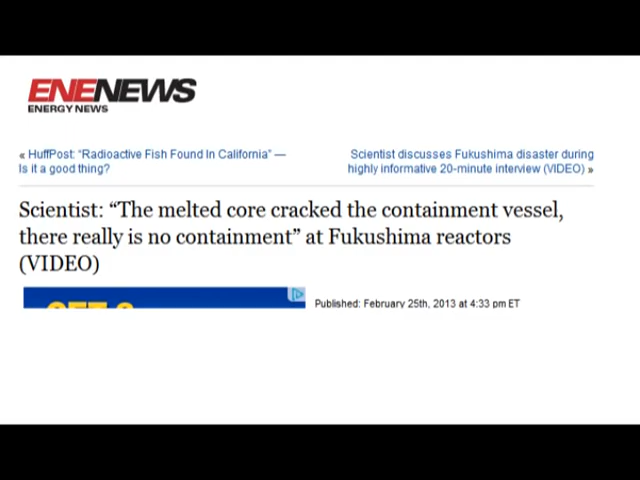 ENENEWS
ENERGY NEWS
« HuffPost: “Radioactive Fish Found In California” —
Is it a good thing?
Scientist discusses Fukushima disaster during
highly informative 20-minute interview (VIDEO) »
Scientist: “The melted core cracked the containment vessel,
there really is no containment” at Fukushima reactors
(VIDEO)
Published: February 25th, 2013 at 4:33 pm ET